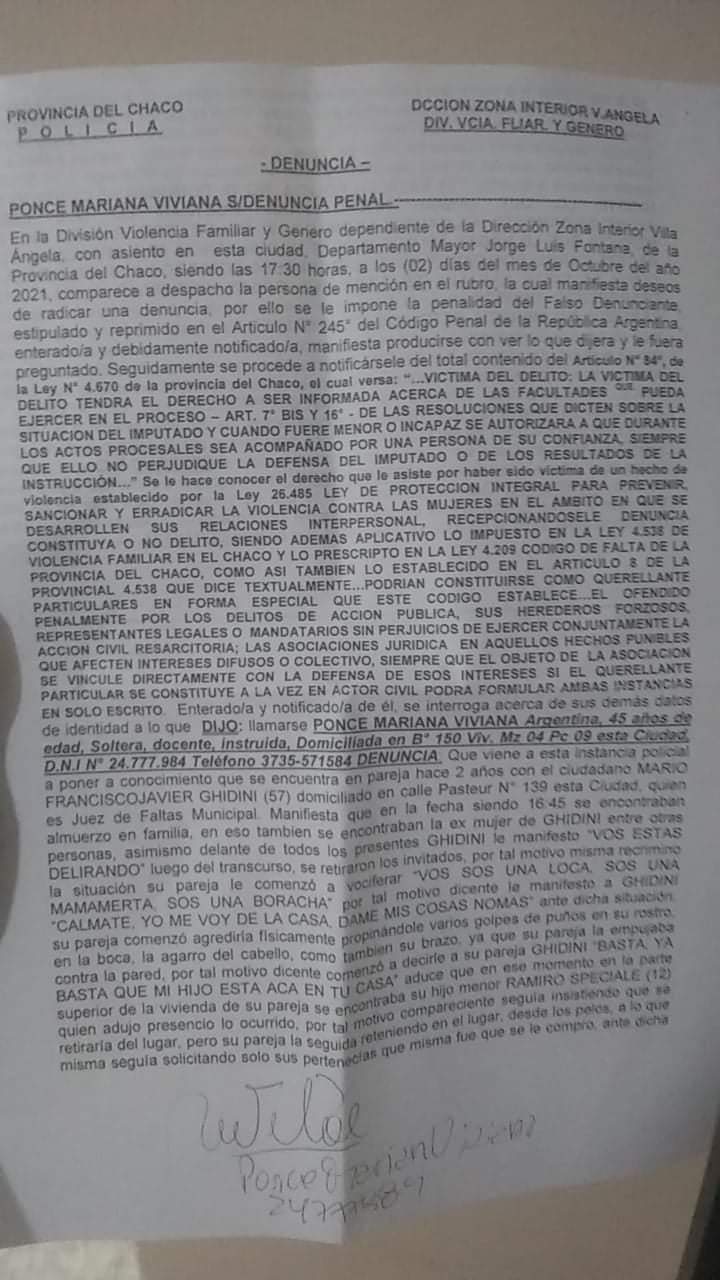 PROVINCIA DEL CHACO
P O L I C I A
DCCION ZONA INTERIOR V.ANGELA
DIV. VCIA. FLIAR. Y GENERO
- DENUNCIA –
PONCE MARIANA VIVIANA S/DENUNCIA PENAL.-
En la División Violencia Familiar y Genero dependiente de la Dirección Zona Interior Villa
Ángela, con asiento en esta ciudad, Departamento Mayor Jorge Luis Fontana, de la
Provincia del Chaco, siendo las 17:30 horas, a los (02) días del mes de Octubre del año
2021, comparece a despacho la persona de mención en el rubro, la cual manifiesta deseos
de radicar una denuncia, por ello se le impone la penalidad del Falso Denunciante,
estipulado y reprimido en el Articulo N° 245° del Código Penal de la República Argentina,
enterado/a y debidamente notificado/a, manifiesta producirse con ver lo que dijera y le fuera
preguntado. Seguidamente se procede a notificársele del total contenido del Articulo N° 84°, de
la Ley N° 4.670 de la provincia del Chaco, el cual versa: “...VICTIMA DEL DELITO: LA VICTIMA DEL
DELITO TENDRA EL DERECHO A SER INFORMADA ACERCA DE LAS FACULTADES QUE PUEDA
EJERCER EN EL PROCESO – ART. 7° BIS Y 16° - DE LAS RESOLUCIONES QUE DICTEN SOBRE LA
SITUACION DEL IMPUTADO Y CUANDO FUERE MENOR O INCAPAZ SE AUTORIZARA A QUE DURANTE
LOS ACTOS PROCESALES SEA ACOMPAÑADO POR UNA PERSONA DE SU CONFIANZA, SIEMPRE
QUE ELLO NO PERJUDIQUE LA DEFENSA DEL IMPUTADO O DE LOS RESULTADOS DE LA
INSTRUCCIÓN...” Se le hace conocer el derecho que le asiste por haber sido víctima de un hecho de
violencia establecido por la Ley 26.485 LEY DE PROTECCION INTEGRAL PARA PREVENIR,
SANCIONAR Y ERRADICAR LA VIOLENCIA CONTRA LAS MUJERES EN EL AMBITO EN QUE SE
DESARROLLEN SUS RELACIONES INTERPERSONAL, RECEPCIONANDOSELE DENUNCIA
CONSTITUYA O NO DELITO, SIENDO ADEMAS APLICATIVO LO IMPUESTO EN LA LEY 4.538 DE
VIOLENCIA FAMILIAR EN EL CHACO Y LO PRESCRIPTO EN LA LEY 4.209 CODIGO DE FALTA DE LA
PROVINCIA DEL CHACO, COMO ASI TAMBIEN LO ESTABLECIDO EN EL ARTICULO 8 DE LA
PROVINCIAL 4.538 QUE DICE TEXTUALMENTE...PODRIAN CONSTITUIRSE COMO QUERELLANTE
PARTICULARES EN FORMA ESPECIAL QUE ESTE CODIGO ESTABLECE...EL OFENDIDO
PENALMENTE POR LOS DELITOS DE ACCION PUBLICA, SUS HEREDEROS FORZOSOS,
REPRESENTANTES LEGALES O MANDATARIOS SIN PERJUICIOS DE EJERCER CONJUNTAMENTE LA
ACCION CIVIL RESARCITORIA; LAS ASOCIACIONES JURIDICA EN AQUELLOS HECHOS PUNIBLES
QUE AFECTEN INTERESES DIFUSOS O COLECTIVO, SIEMPRE QUE EL OBJETO DE LA ASOCIACION
SE VINCULE DIRECTAMENTE CON LA DEFENSA DE ESOS INTERESES SI EL QUERELLANTE
PARTICULAR SE CONSTITUYE A LA VEZ EN ACTOR CIVIL PODRA FORMULAR AMBAS INSTANCIAS
EN SOLO ESCRITO. Enterado/a y notificado/a de él, se interroga acerca de sus demás datos
de identidad a lo que DIJO: llamarse PONCE MARIANA VIVIANA Argentina, 45 años de
edad, Soltera, docente, instruida, Domiciliada en B° 150 Viv. Mz 04 Pc 09 esta Ciudad,
D.N.I N° 24.777.984 Teléfono 3735-571584 DENUNCIA: Que viene a esta instancia policial
a poner a conocimiento que se encuentra en pareja hace 2 años con el ciudadano MARIO
FRANCISCOJAVIER GHIDINI (57) domiciliado en calle Pasteur N° 139 esta Ciudad, quien
es Juez de Faltas Municipal. Manifiesta que en la fecha siendo 16:45 se encontraban
almuerzo en familia, en eso tambien se encontraban la ex mujer de GHIDINI entre otras
personas, asimismo delante de todos los presentes GHIDINI le manifesto “VOS ESTAS
DELIRANDO” luego del transcurso, se retiraron los invitados, por tal motivo misma recrimino
la situación su pareja le comenzó a vociferar “VOS SOS UNA LOCA, SOS UNA
MAMAMERTA, SOS UNA BORACHA” por tal motivo dicente le manifesto a GHIDINI
“CALMATE, YO ME VOY DE LA CASA, DAME MIS COSAS NOMAS” ante dicha situación,
su pareja comenzó agredirla físicamente propinándole varios golpes de puños en su rostro,
en la boca, la agarro del cabello, como tambien su brazo, ya que su pareja la empujaba
contra la pared, por tal motivo dicente comenzó a decirle a su pareja GHIDINI “BASTA, YA
BASTA QUE MI HIJO ESTA ACA EN TU CASA” aduce que en ese momento en la parte
superior de la vivienda de su pareja se encontraba su hijo menor RAMIRO SPECIALE (12)
quien adujo presencio lo ocurrido, por tal motivo compareciente seguía insistiendo que se
retiraría del lugar, pero su pareja la seguida reteniendo en el lugar, desde los pelos, a lo que
misma seguía solicitando solo sus pertenecías que misma fue que se le compro, ante dicha
Ponce